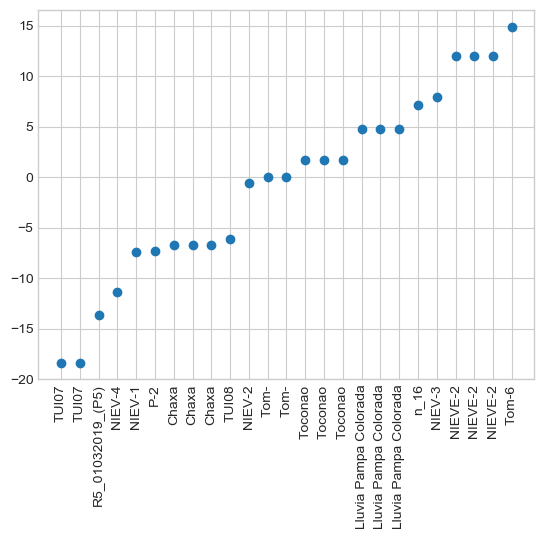 15
10
5
0
−5
−10
−15
−20
TUI07
TUI07
R5_01032019_(P5)
NIEV-4
NIEV-1
P-2
Chaxa
Chaxa
Chaxa
TUI08
NIEV-2
Tom-
Tom-
Toconao
Toconao
Toconao
Lluvia Pampa Colorada
Lluvia Pampa Colorada
Lluvia Pampa Colorada
n_16
NIEV-3
NIEVE-2
NIEVE-2
NIEVE-2
Tom-6